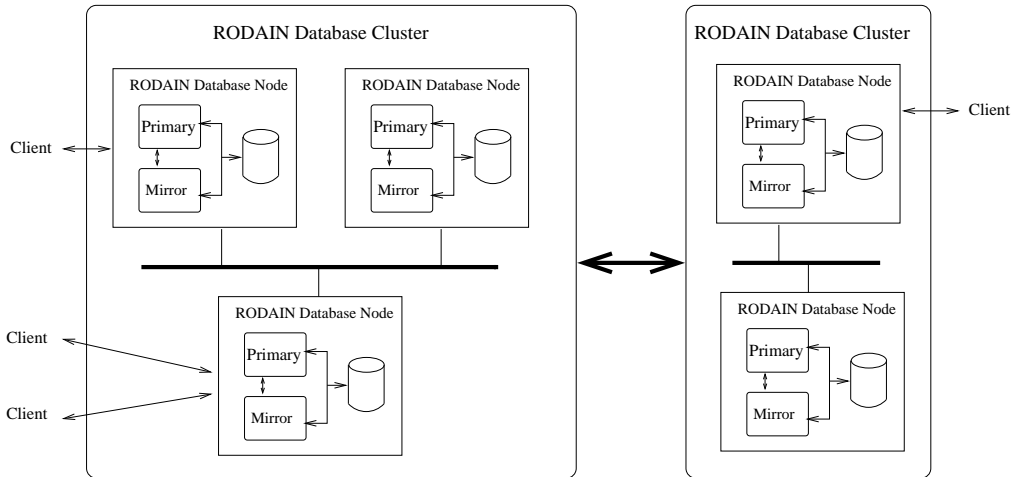 RODAIN Database Cluster
RODAIN Database Node
Primary
Mirror
RODAIN Database Node
Primary
Mirror
Client
RODAIN Database Node
Primary
Mirror
Client
Client
RODAIN Database Cluster
RODAIN Database Node
Primary
Mirror
Client
RODAIN Database Node
Primary
Mirror